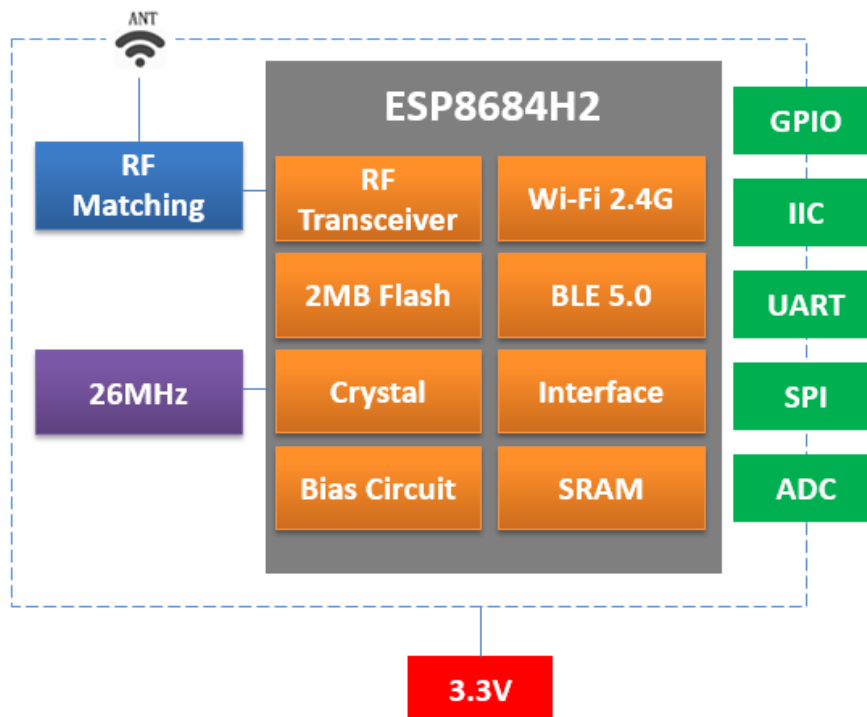 ANT
ESP8684H2
GPIO
RF
Matching
RF
Transceiver
Wi-Fi 2.4G
IIC
2MB Flash
BLE 5.0
UART
26MHz
Crystal
Interface
SPI
Bias Circuit
SRAM
ADC
3.3V